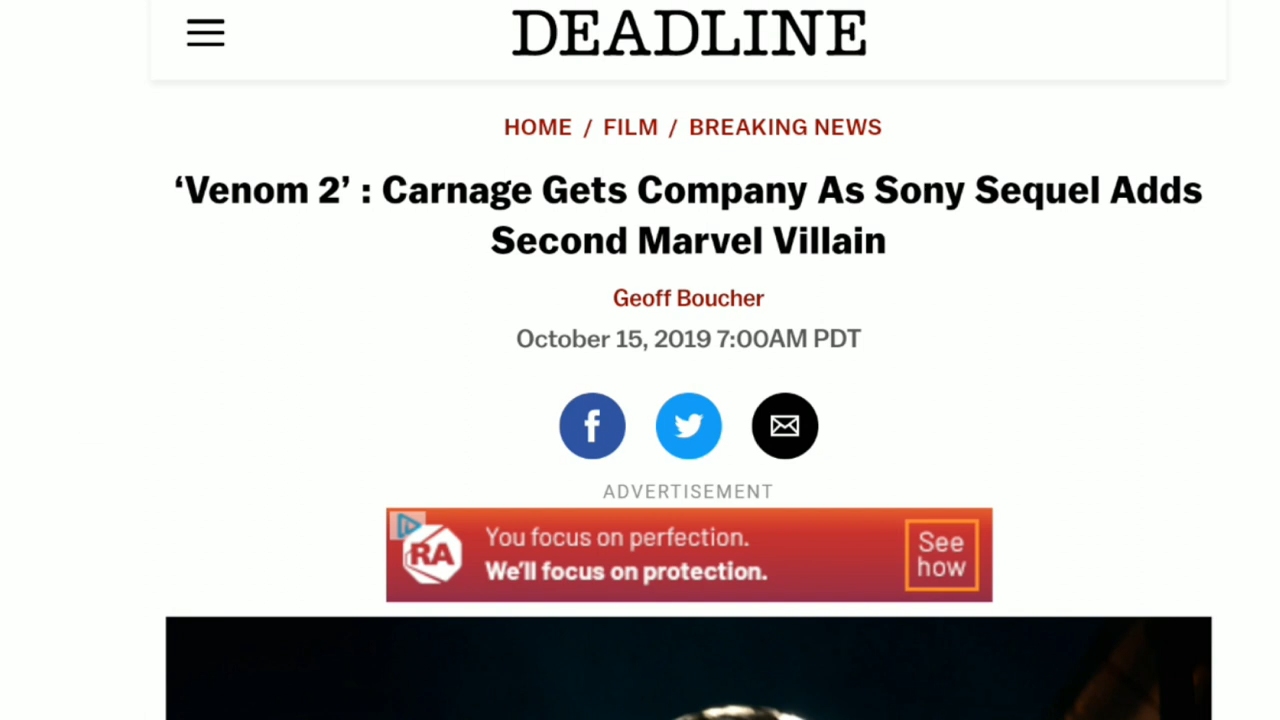 DEADLINE
HOME / FILM / BREAKING NEWS
‘Venom 2’ : Carnage Gets Company As Sony Sequel Adds
Second Marvel Villain
Geoff Boucher
October 15, 2019 7:00AM PDT
f
ADVERTISEMENT
RA
You focus on perfection.
We’ll focus on protection.
See
how